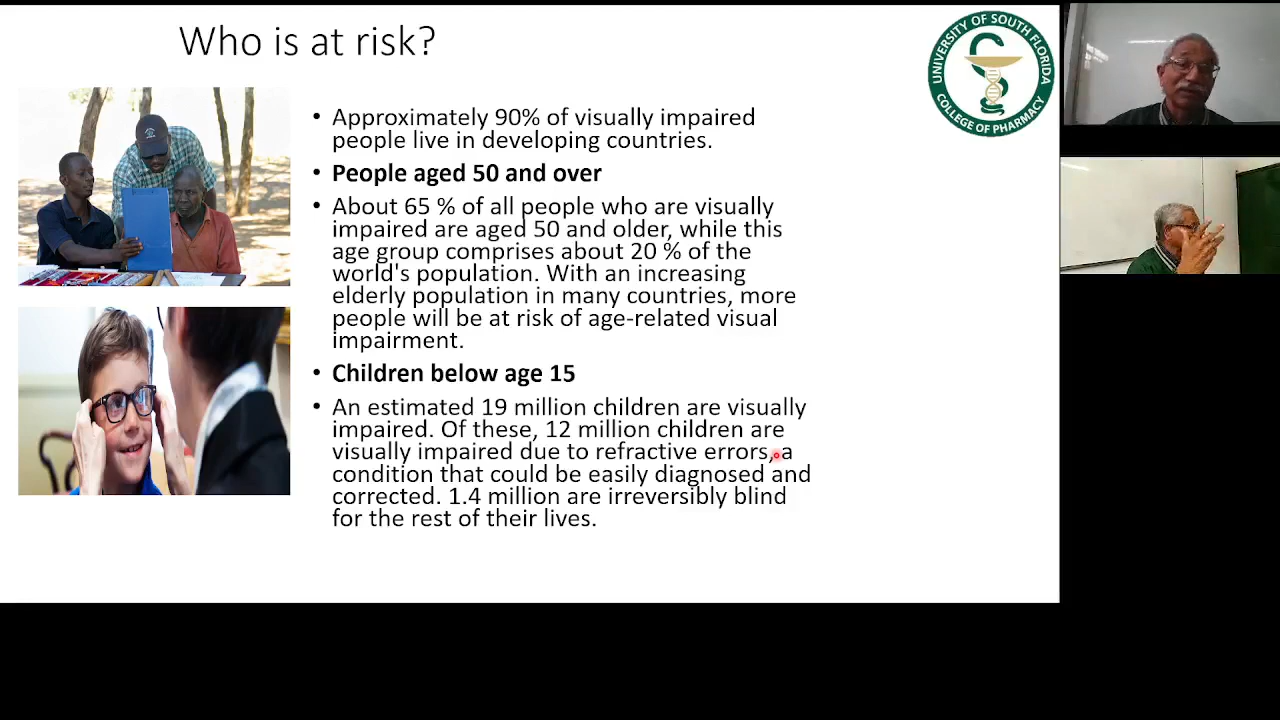 Who is at risk?
UNIVERSITY OF SOUTH FLORIDA
COLLEGE OF PHARMACY
• Approximately 90% of visually impaired
people live in developing countries.
• People aged 50 and over
• About 65 % of all people who are visually
impaired are aged 50 and older, while this
age group comprises about 20 % of the
world's population. With an increasing
elderly population in many countries, more
people will be at risk of age-related visual
impairment.
• Children below age 15
• An estimated 19 million children are visually
impaired. Of these, 12 million children are
visually impaired due to refractive errors, a
condition that could be easily diagnosed and
corrected. 1.4 million are irreversibly blind
for the rest of their lives.